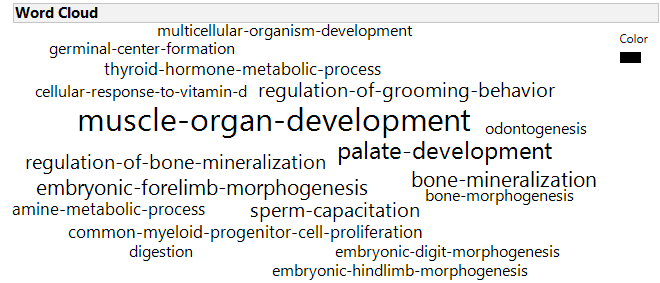 Word Cloud
multicellular-organism-development
Color
germinal-center-formation
thyroid-hormone-metabolic-process
cellular-response-to-vitamin-d regulation-of-grooming-behavior
muscle-organ-development
odontogenesis
palate-development
regulation-of-bone-mineralization
bone-mineralization
embryonic-forelimb-morphogenesis
bone-morphogenesis
amine-metabolic-process
sperm-capacitation
common-myeloid-progenitor-cell-proliferation
digestion
embryonic-digit-morphogenesis
embryonic-hindlimb-morphogenesis